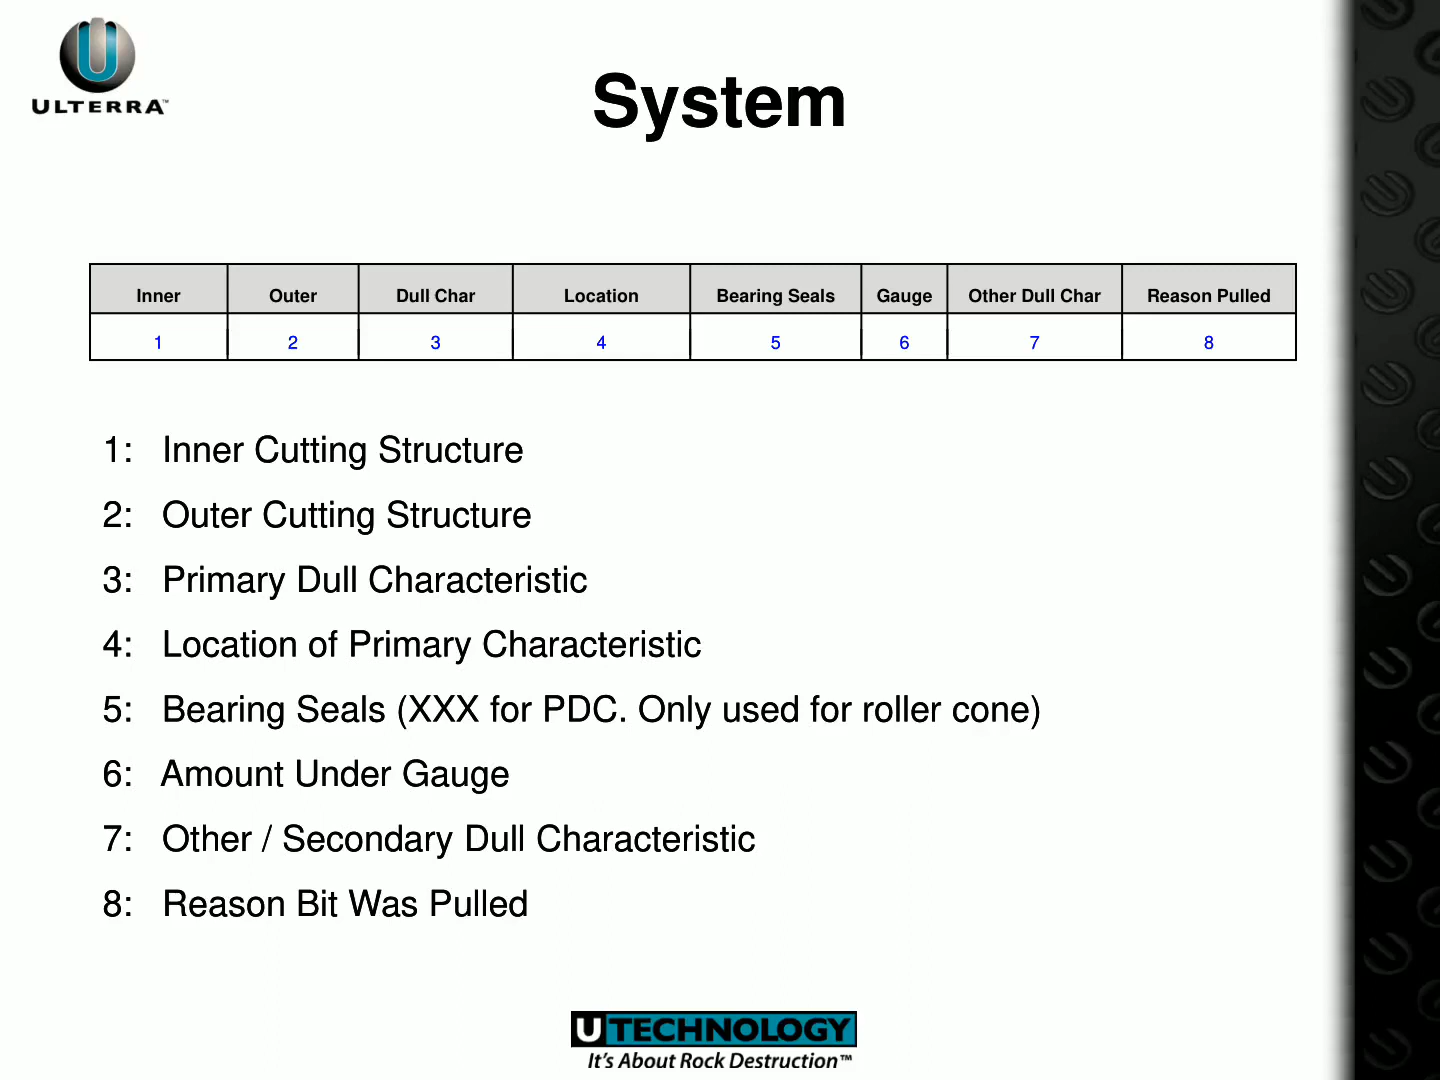 U
ULTERRA™
System
Inner Outer Dull Char Location Bearing Seals Gauge Other Dull Char Reason Pulled
1 2 3 4 5 6 7 8
1: Inner Cutting Structure
2: Outer Cutting Structure
3: Primary Dull Characteristic
4: Location of Primary Characteristic
5: Bearing Seals (XXX for PDC. Only used for roller cone)
6: Amount Under Gauge
7: Other / Secondary Dull Characteristic
8: Reason Bit Was Pulled
U TECHNOLOGY
It's About Rock Destruction™